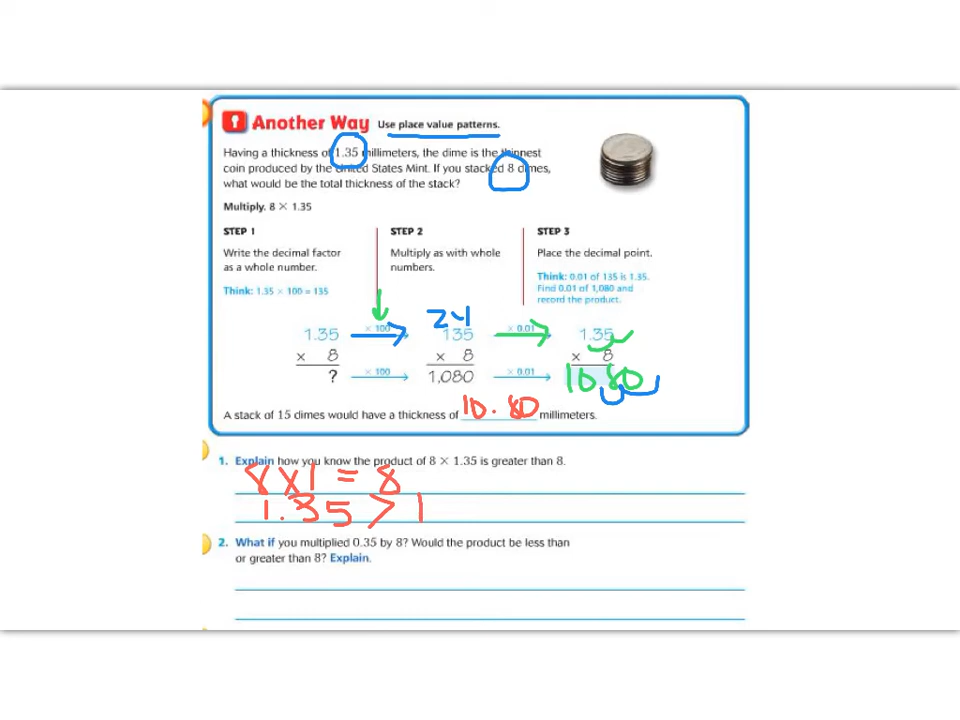 Another Way Use place value patterns.
Having a thickness of 1.35 millimeters, the dime is the thinnest
coin produced by the United States Mint. If you stacked 8 dimes,
what would be the total thickness of the stack?
Multiply. 8 × 1.35
STEP 1 STEP 2 STEP 3
Write the decimal factor Multiply as with whole Place the decimal point.
as a whole number. numbers.
Think: 0.01 of 135 is 1.35.
Think: 1.35 × 100 = 135 Find 0.01 of 1,080 and
record the product.
24
1.35 × 100 135 × 0.01 1.35
× 8 × 8 × 8
? × 100 1,080 × 0.01 10 80
A stack of 15 dimes would have a thickness of 10.80 millimeters.
1. Explain how you know the product of 8 × 1.35 is greater than 8.
8 x 1 = 8
1.35 > 1
2. What if you multiplied 0.35 by 8? Would the product be less than
or greater than 8? Explain.